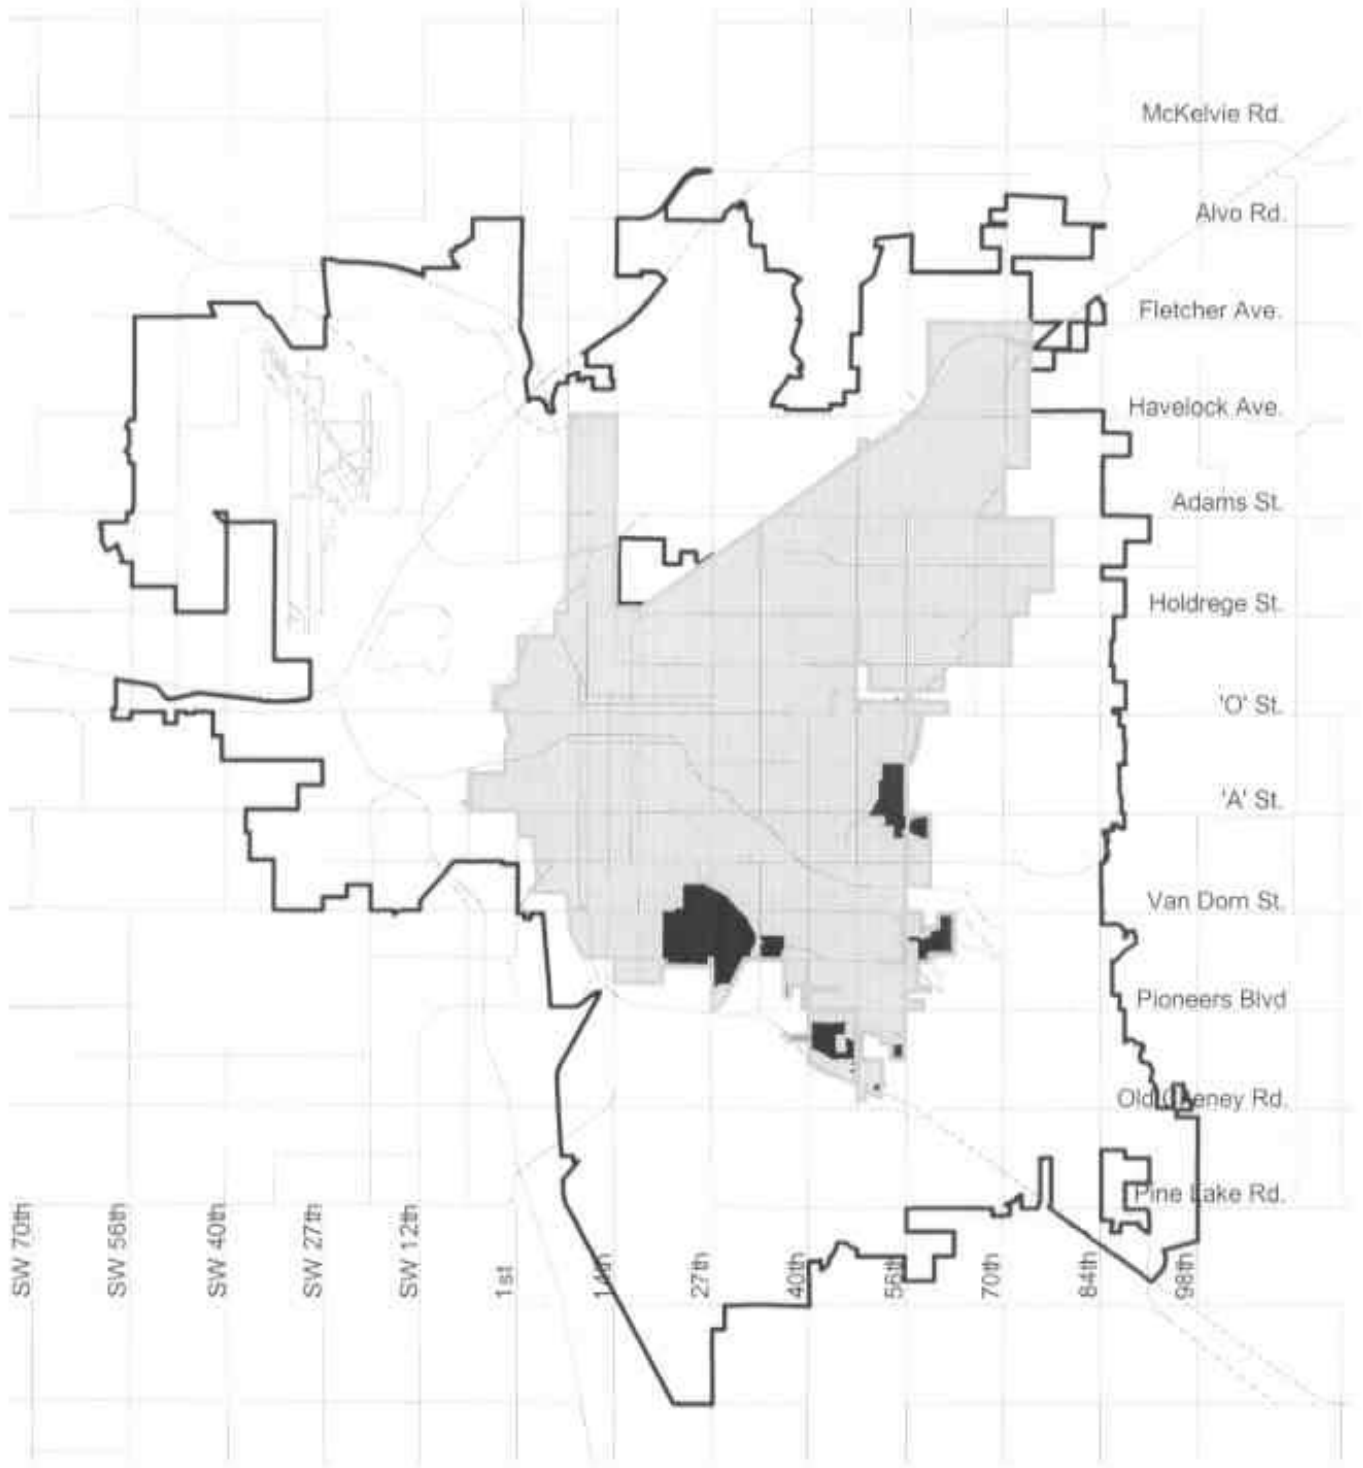 McKelvie Rd.
Alvo Rd.
Fletcher Ave.
Havelock Ave.
Adams St.
Holdrege St.
'O' St.
'A' St.
Van Dorn St.
Pioneers Blvd
Old Cheney Rd.
Pine Lake Rd.
SW 70th
SW 56th
SW 40th
SW 27th
SW 12th
1st
14th
27th
40th
56th
70th
84th
98th